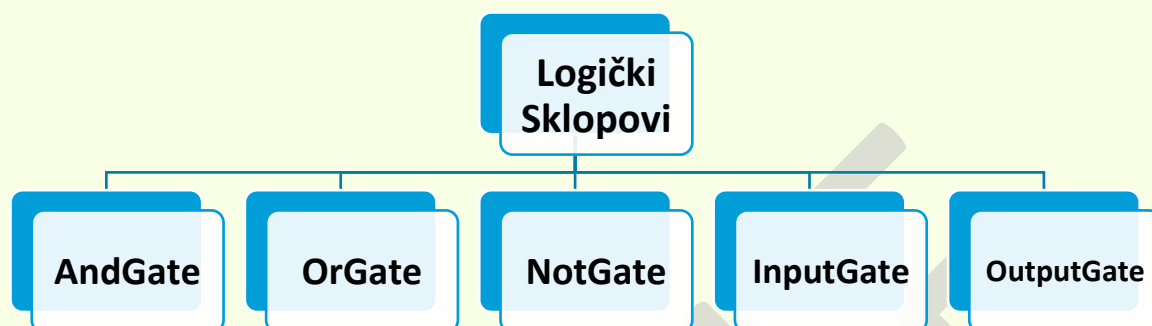 Logički
Sklopovi
AndGate
OrGate
NotGate
InputGate
OutputGate